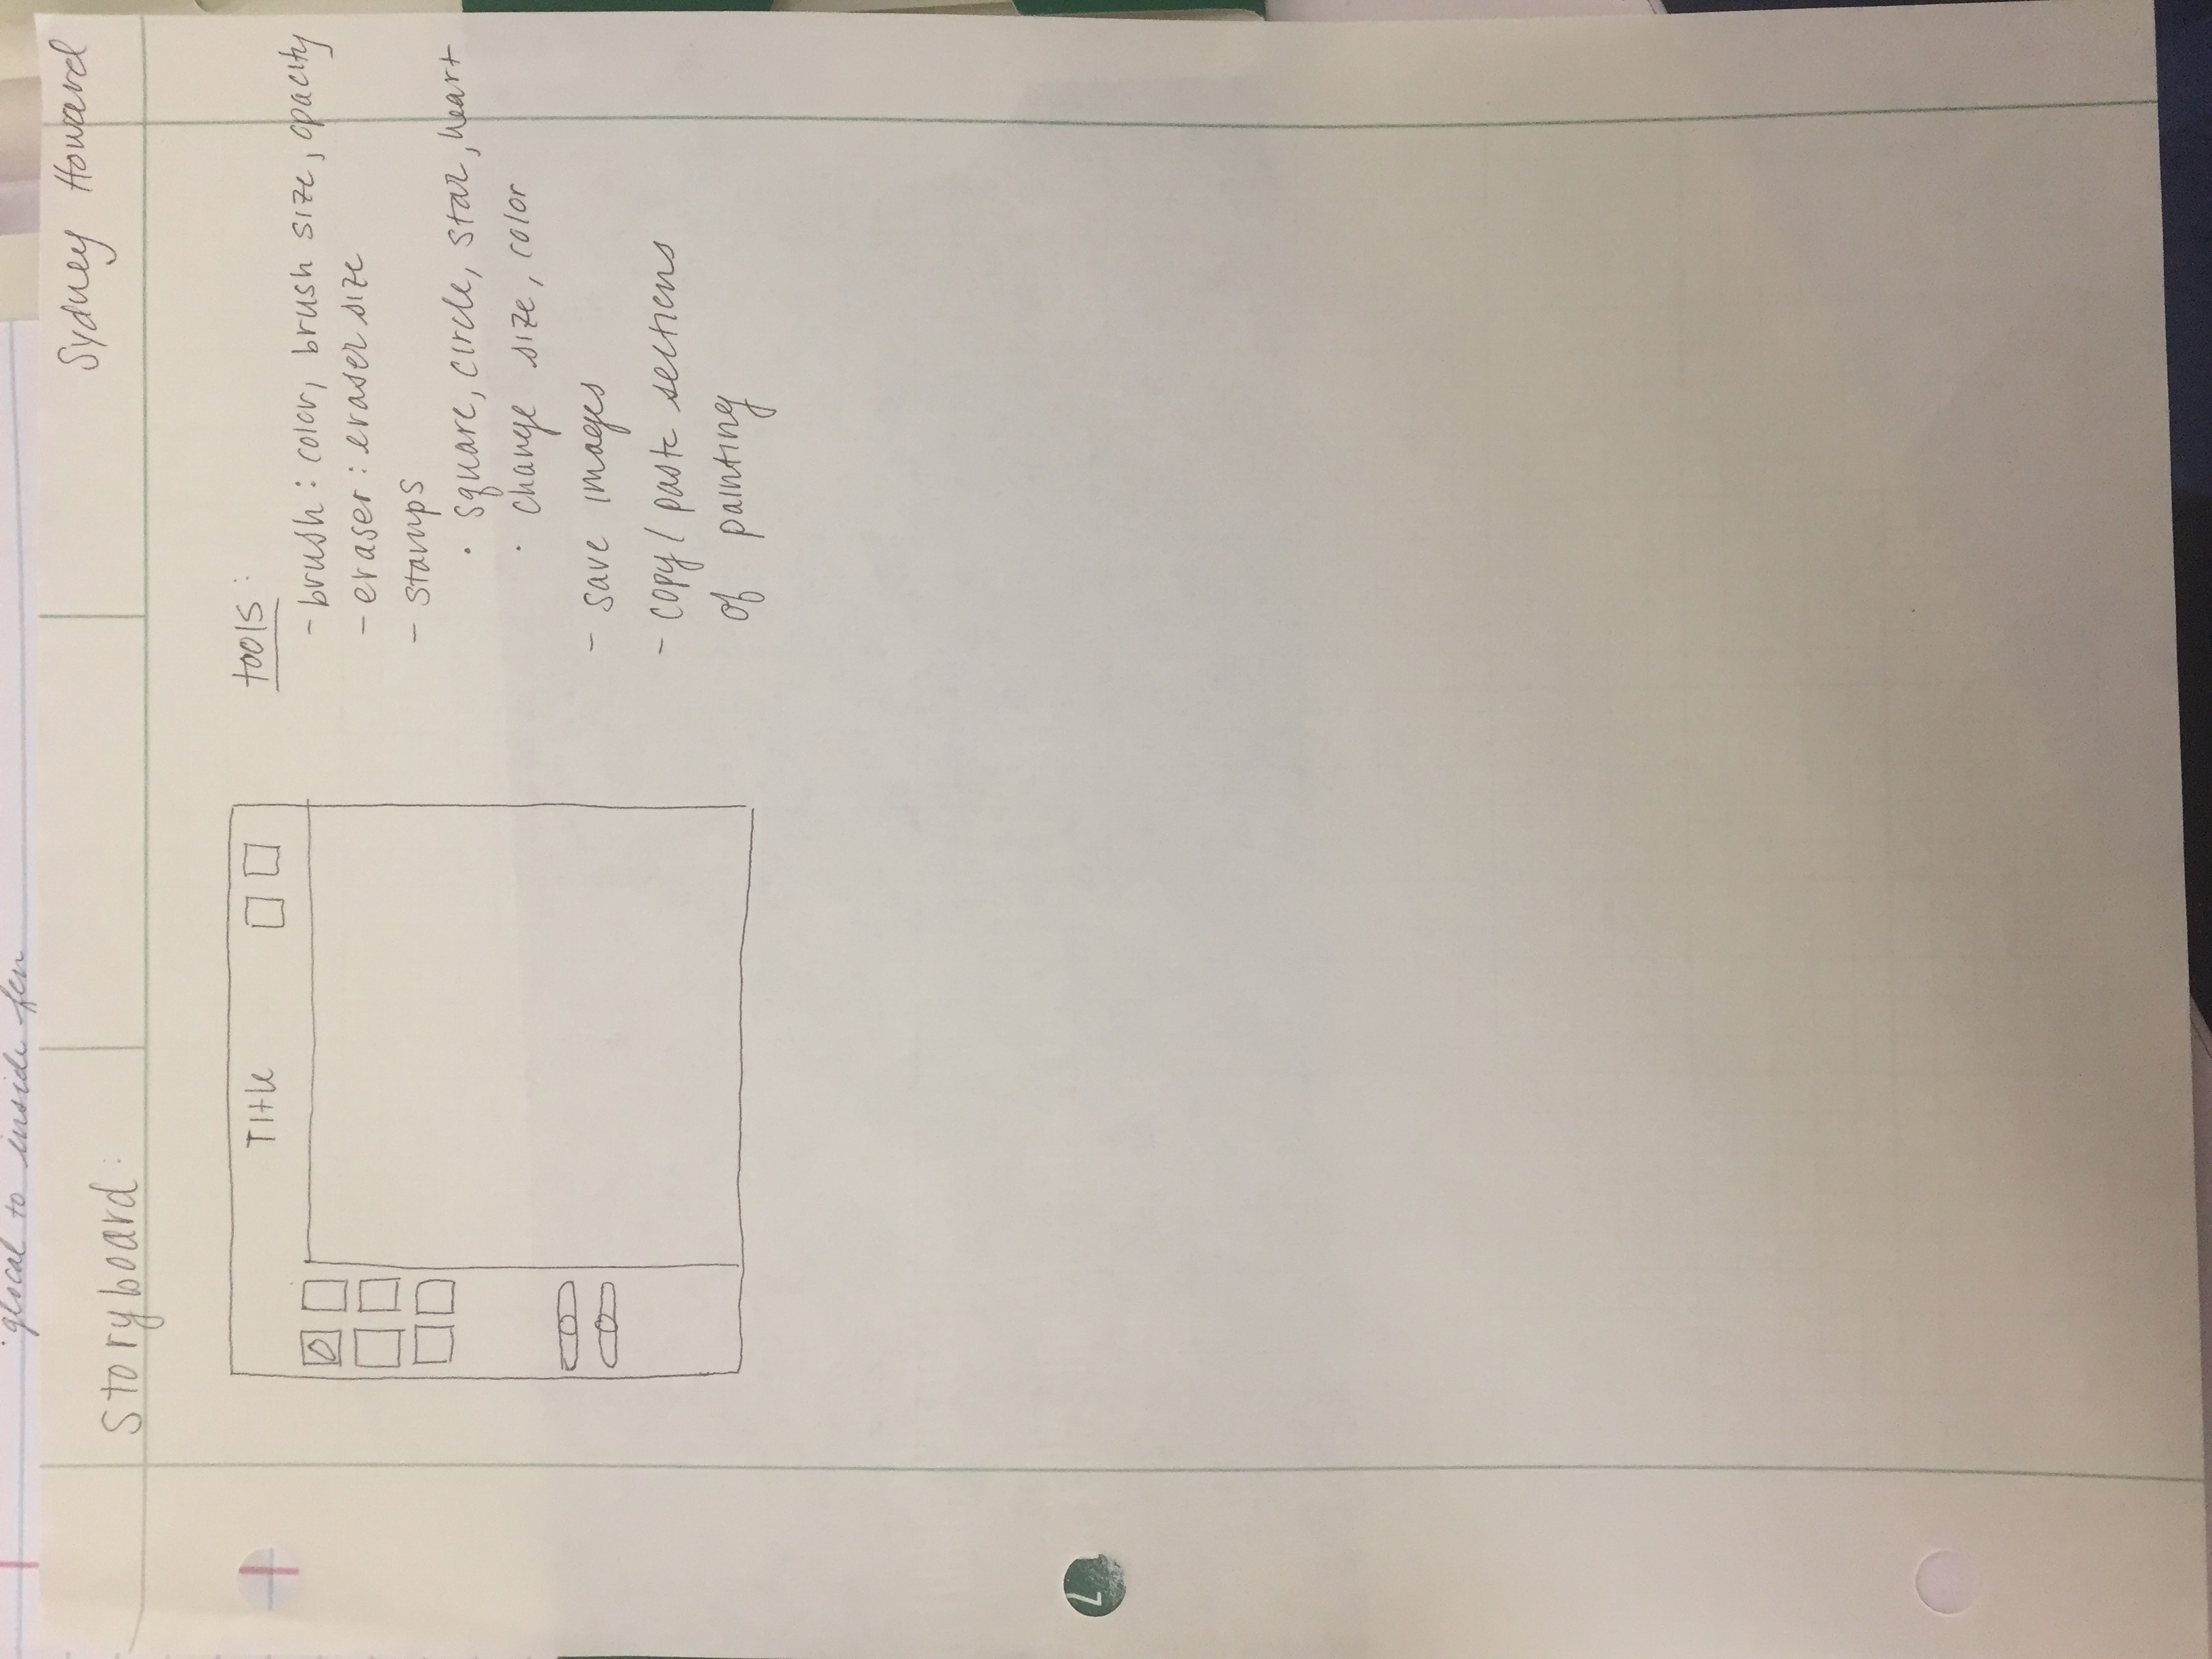 glocal to inside fcn
Sydney Howard
Storyboard:
Title
tools:
- brush: color, brush size, opacity
- eraser: eraser size
- stamps
· square, circle, star, heart
· change size, color
- save images
- copy/paste sections
of painting